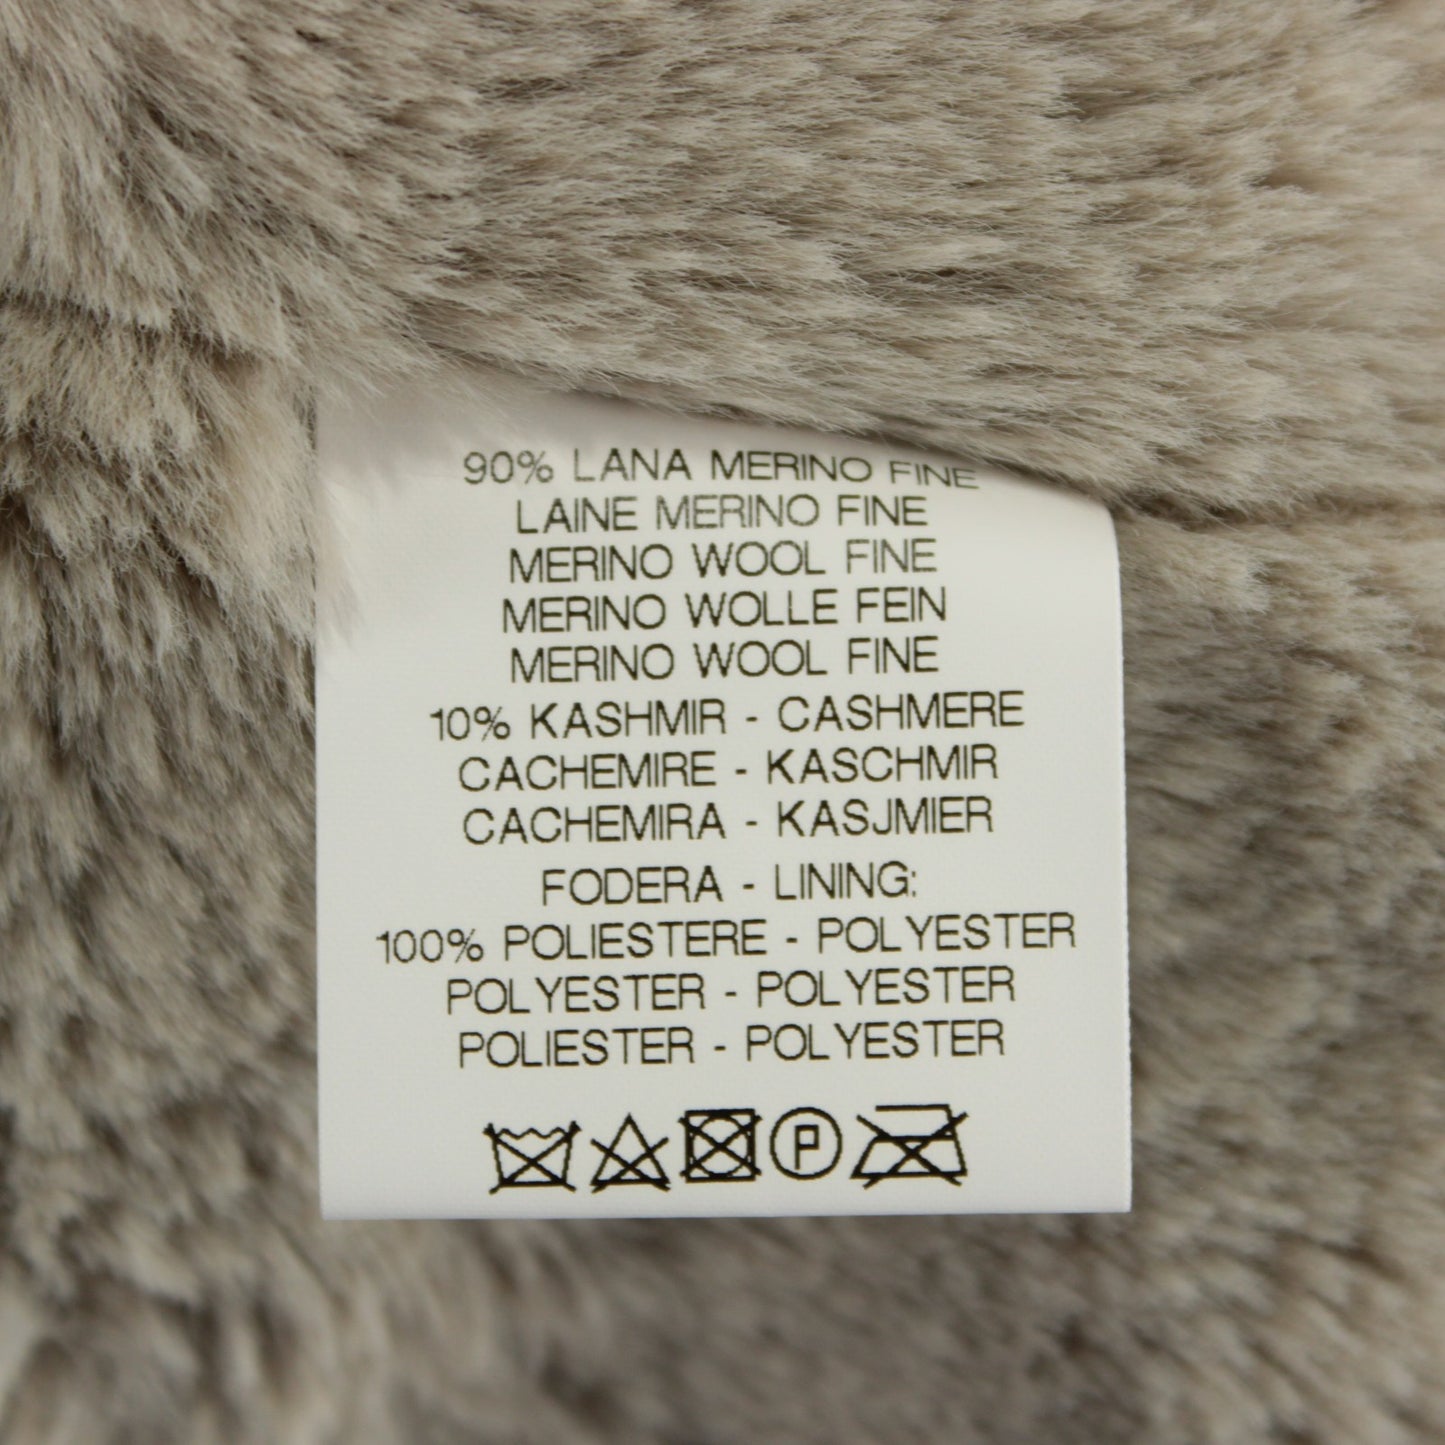 90% LANA MERINO FINE
LAINE MERINO FINE
MERINO WOOL FINE
MERINO WOLLE FEIN
MERINO WOOL FINE
10% KASHMIR - CASHMERE
CACHEMIRE - KASCHMIR
CACHEMIRA - KASJMIER
FODERA - LINING:
100% POLIESTERE - POLYESTER
POLYESTER - POLYESTER
POLIESTER - POLYESTER
P